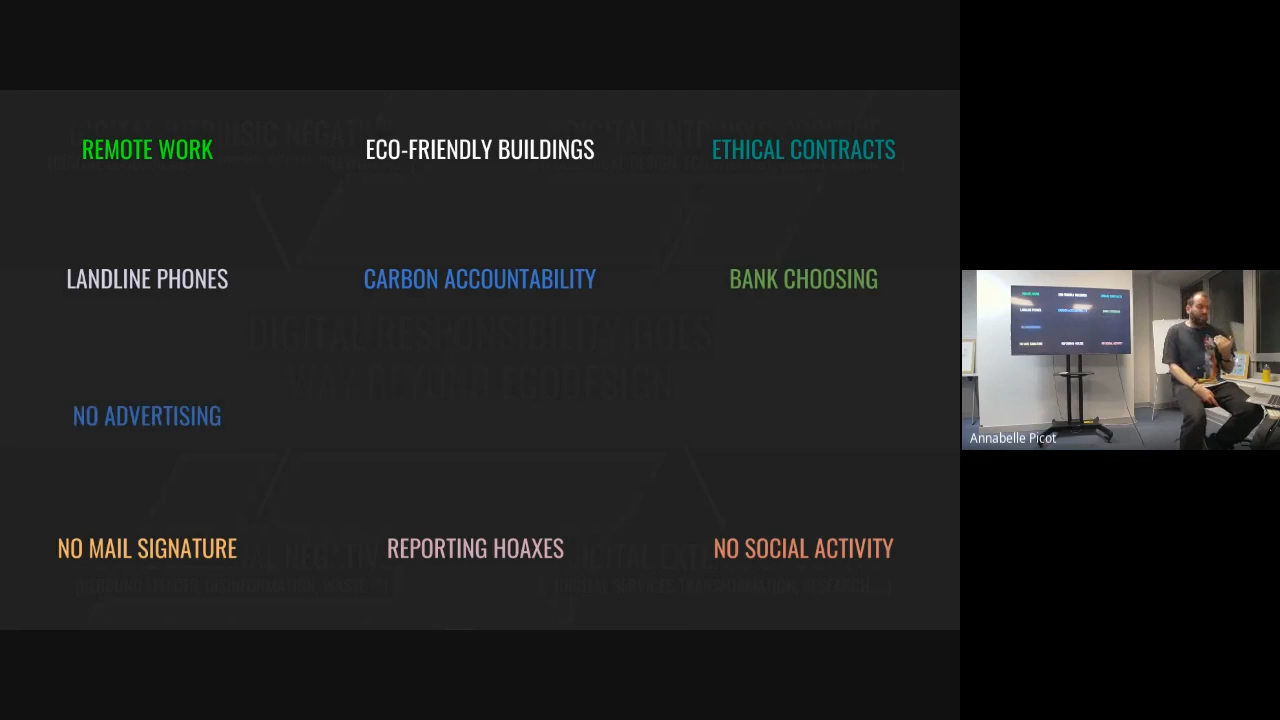 REMOTE WORK
ECO-FRIENDLY BUILDINGS
ETHICAL CONTRACTS
LANDLINE PHONES
CARBON ACCOUNTABILITY
BANK CHOOSING
NO ADVERTISING
NO MAIL SIGNATURE
REPORTING HOAXES
NO SOCIAL ACTIVITY
Annabelle Picot